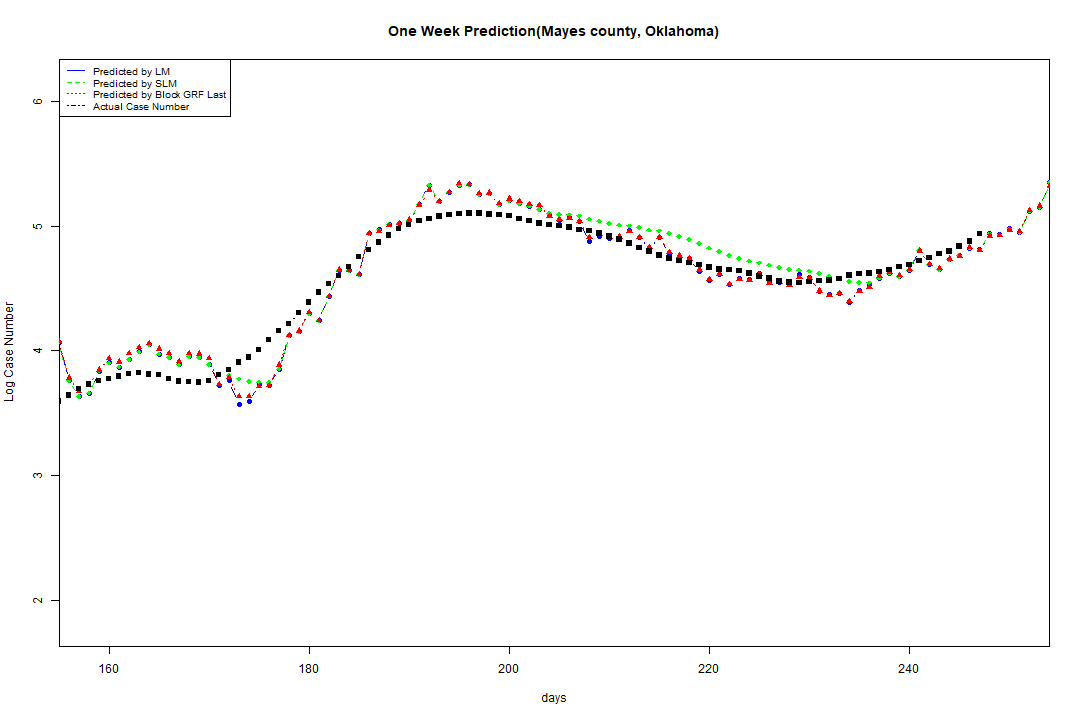 One Week Prediction(Mayes county, Oklahoma)
Predicted by LM
Predicted by SLM
Predicted by Block GRF Last
Actual Case Number
6
5
4
3
2
Log Case Number
160 180 200 220 240
days